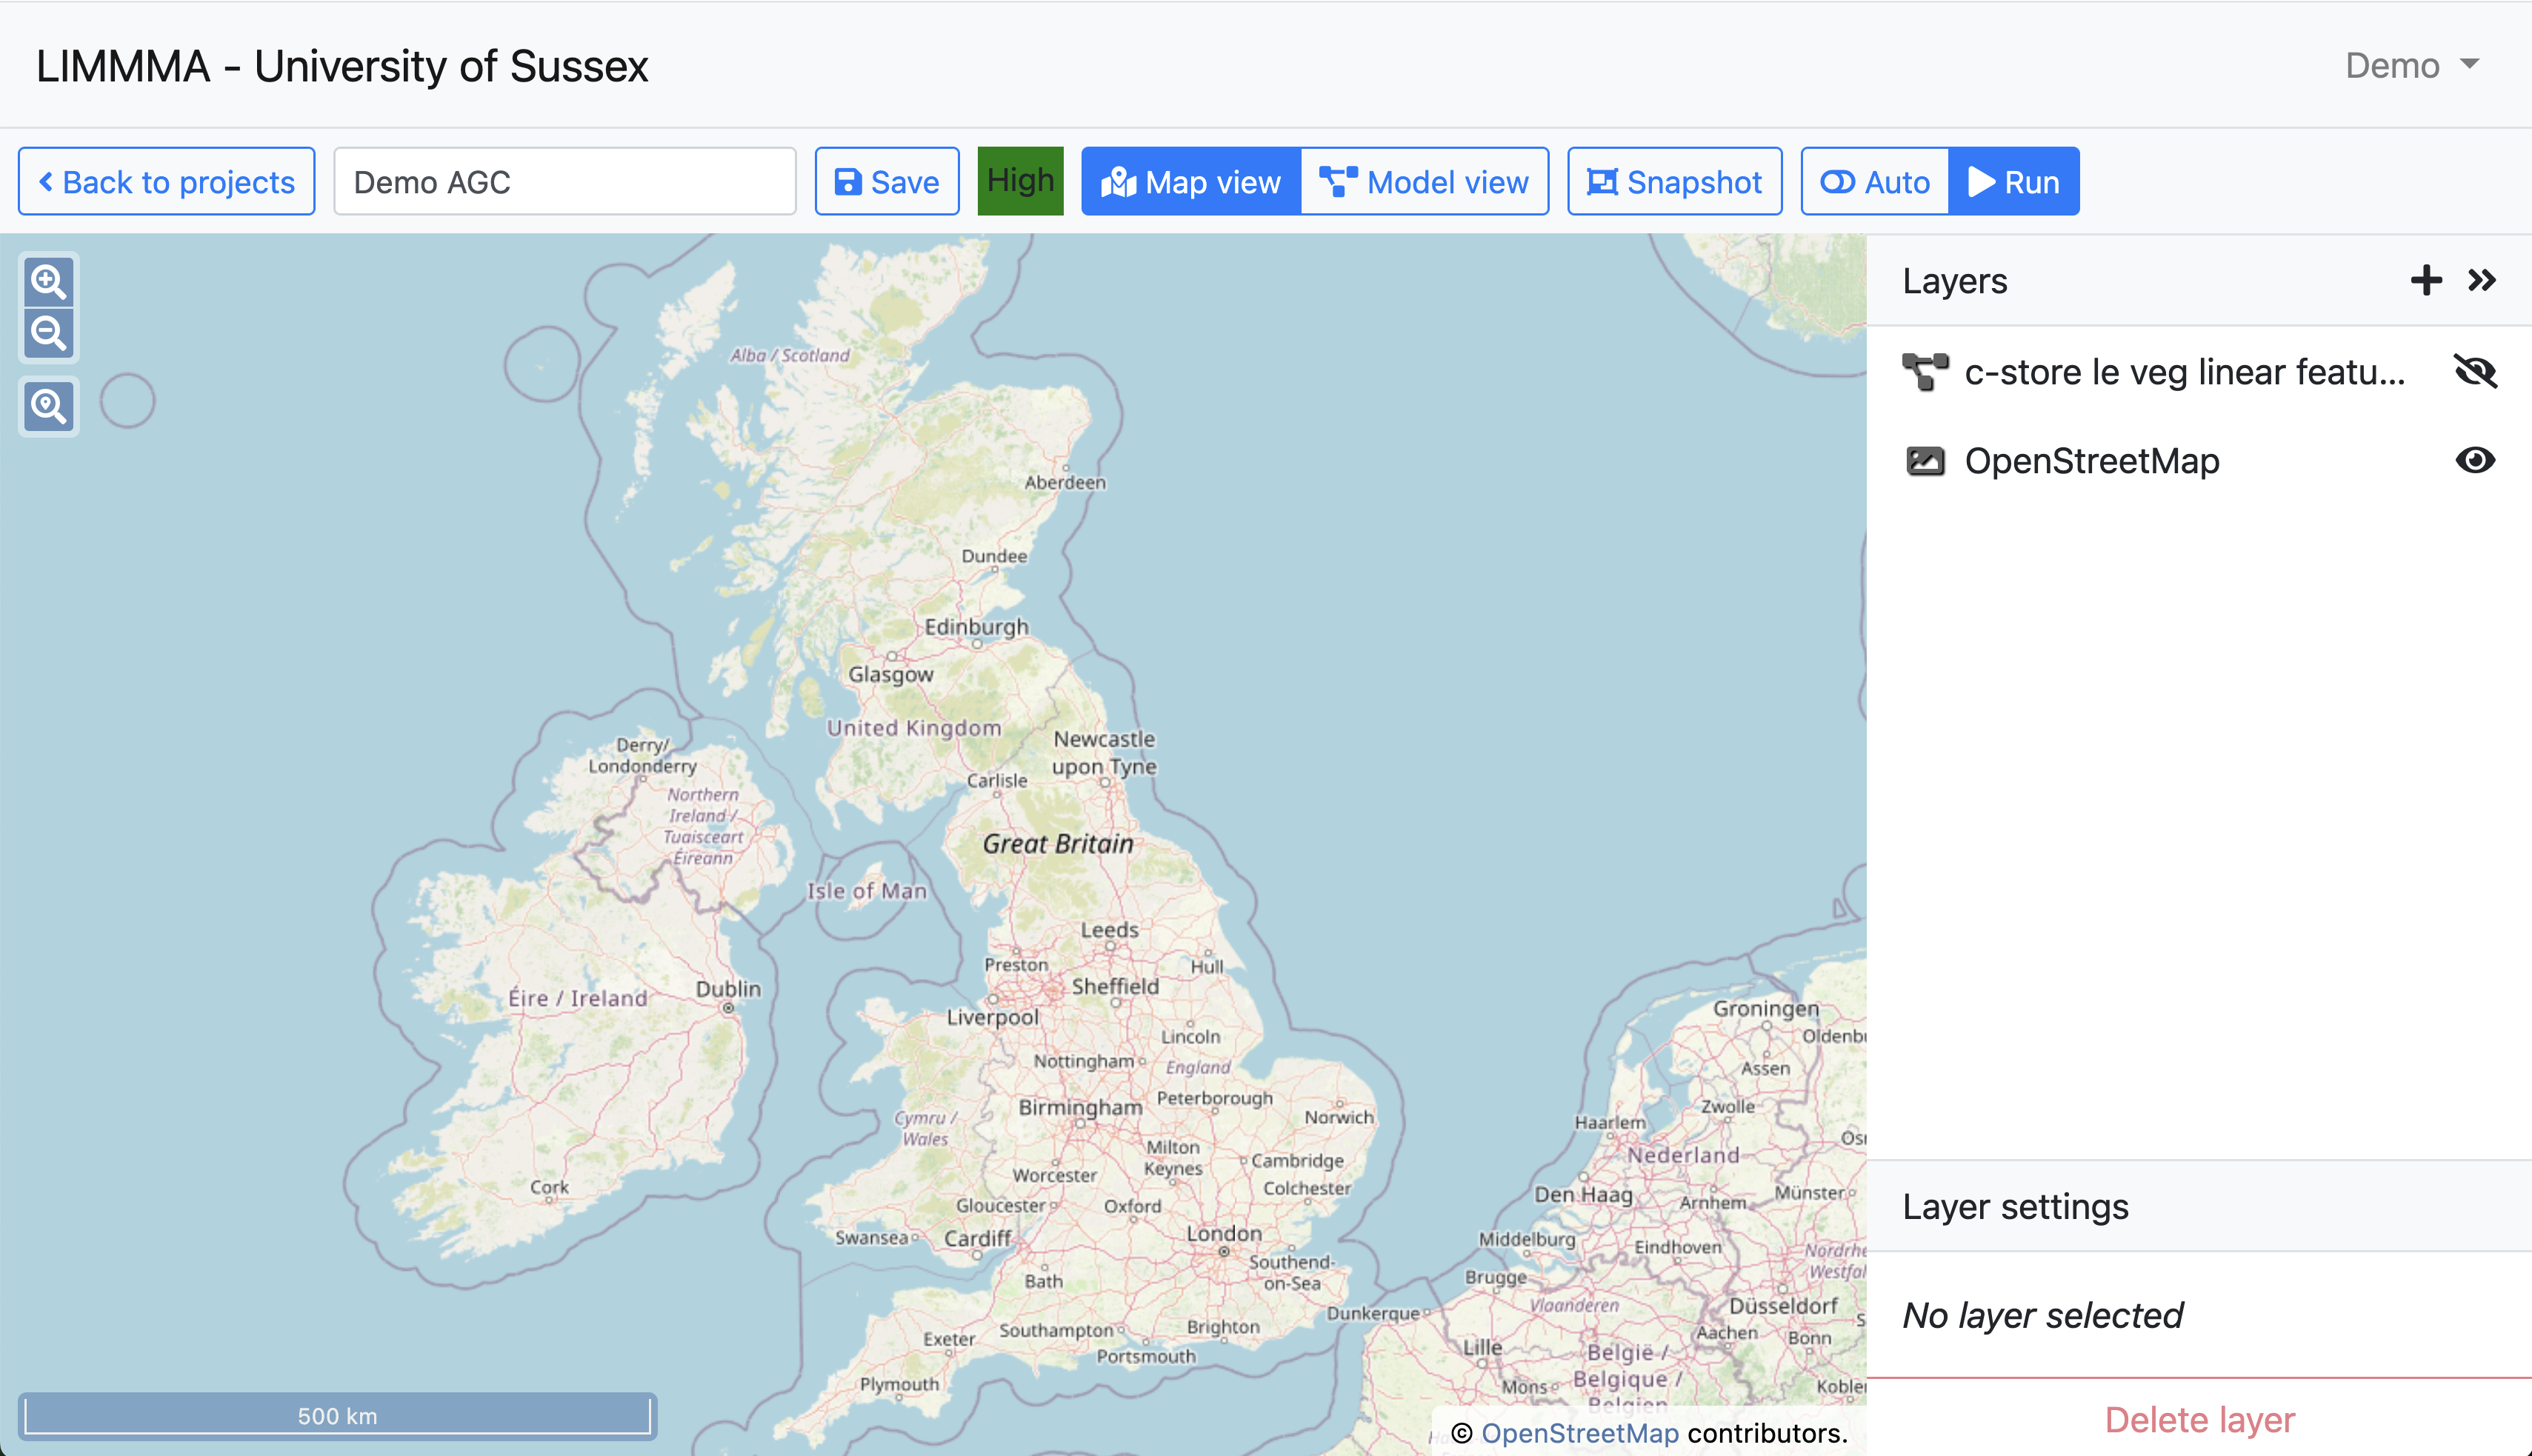 LIMMMA - University of Sussex
Demo
Back to projects
Demo AGC
Save
High
Map view
Model view
Snapshot
Auto
Run
Layers
c-store le veg linear featu...
OpenStreetMap
Alba / Scotland
Aberdeen
Dundee
Edinburgh
Glasgow
United Kingdom
Newcastle
upon Tyne
Derry/
Londonderry
Carlisle
Northern
Ireland /
Tuaisceart
Éireann
Great Britain
Isle of Man
Leeds
Preston
Hull
Sheffield
Dublin
Éire / Ireland
Liverpool
Groningen
Lincoln
Oldenbu
Nottingham
England
Assen
Peterborough
Birmingham
Zwolle
Norwich
Haarlem
Cymru /
Wales
Milton
Keynes
Osn
Nederland
Cambridge
Worcester
Cork
Colchester
Den Haag
Münster
Arnhem
Gloucester
Oxford
Swansea
Cardiff
London
Middelburg
Eindhoven
Nordrhe
Westfal
Southend-
on-Sea
Bath
Brugge
Vlaanderen
Düsseldorf
Dunkerque
Southampton
Brighton
Exeter
Aachen
Bonn
Lille
Portsmouth
België /
Belgique /
Belgien
Plymouth
Mons
Koblen
500 km
© OpenStreetMap contributors.
Layer settings
No layer selected
Delete layer